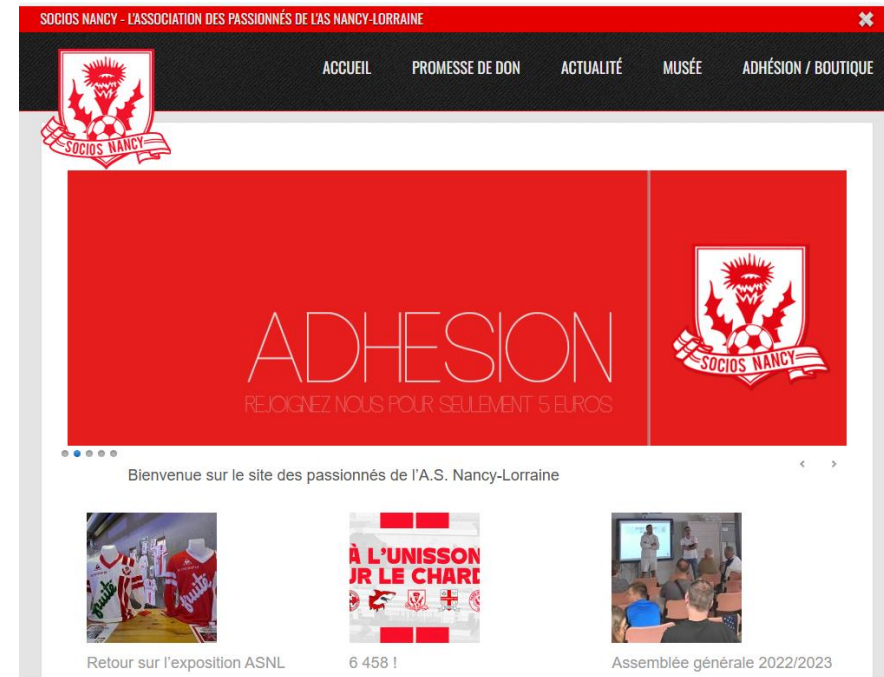 SOCIOS NANCY - L'ASSOCIATION DES PASSIONNÉS DE L'AS NANCY-LORRAINE
ACCUEIL PROMESSE DE DON ACTUALITÉ MUSÉE ADHÉSION / BOUTIQUE
SOCIOS NANCY
ADHESION
REJOIGNEZ NOUS POUR SEULEMENT 5 EUROS
SOCIOS NANCY
Bienvenue sur le site des passionnés de l'A.S. Nancy-Lorraine
fruité
fruité
À L'UNISSON
UR LE CHARD
Retour sur l'exposition ASNL
6 458 !
Assemblée générale 2022/2023